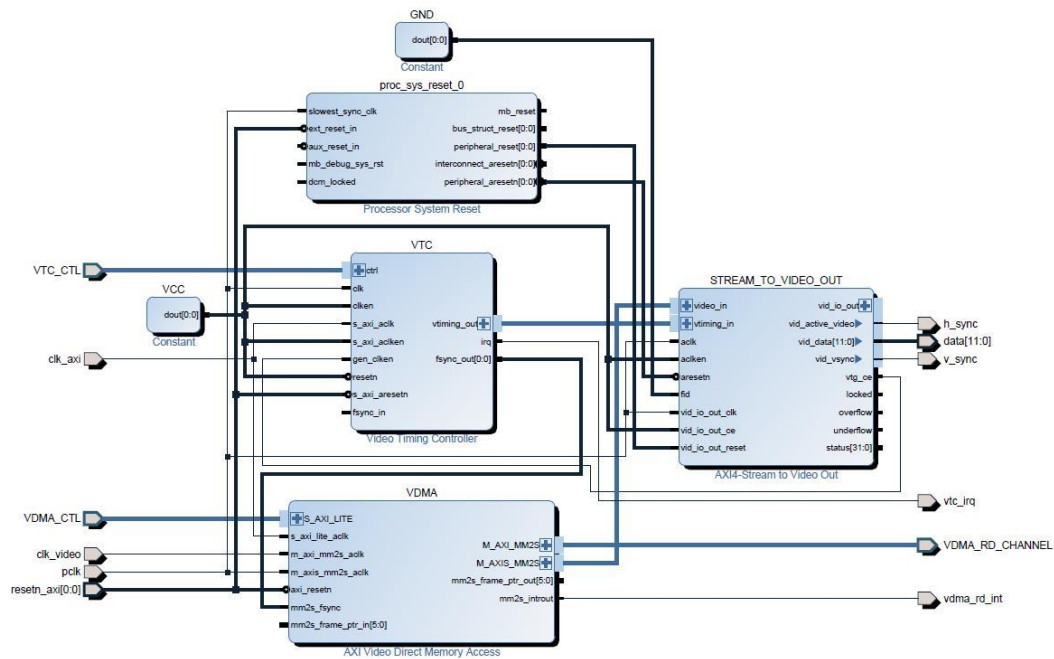 GND
dout[0:0]
Constant
proc_sys_reset_0
slowest_sync_clk
ext_reset_in
aux_reset_in
mb_debug_sys_rst
dcm_locked
mb_reset
bus_struct_reset[0:0]
peripheral_reset[0:0]
interconnect_aresetn[0:0]
peripheral_aresetn[0:0]
Processor System Reset
VTC_CTL
VCC
dout[0:0]
Constant
clk_axi
VTC
ctrl
clk
clken
s_axi_aclk
s_axi_aclken
gen_clken
resetn
s_axi_aresetn
fsync_in
vtiming_out
irq
fsync_out[0:0]
Video Timing Controller
STREAM_TO_VIDEO_OUT
video_in
vtiming_in
aclk
aclken
aresetn
fid
vid_io_out_clk
vid_io_out_ce
vid_io_out_reset
vid_io_out
vid_active_video
vid_data[11:0]
vid_vsync
vtg_ce
locked
overflow
underflow
status[31:0]
AXI4-Stream to Video Out
h_sync
data[11:0]
v_sync
vtc_irq
VDMA_CTL
clk_video
pclk
resetn_axi[0:0]
VDMA
S_AXI_LITE
s_axi_lite_aclk
m_axi_mm2s_aclk
m_axis_mm2s_aclk
axi_resetn
mm2s_fsync
mm2s_frame_ptr_in[5:0]
M_AXI_MM2S
M_AXIS_MM2S
mm2s_frame_ptr_out[5:0]
mm2s_introut
AXI Video Direct Memory Access
VDMA_RD_CHANNEL
vdma_rd_int